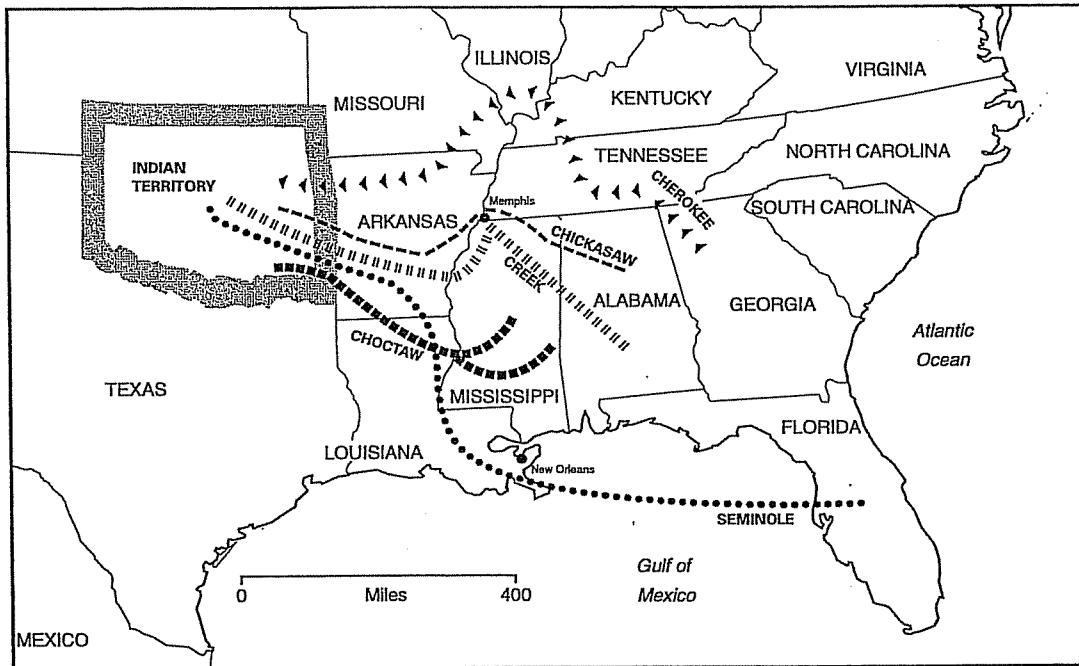 ILLINOIS
VIRGINIA
MISSOURI
KENTUCKY
TENNESSEE
NORTH CAROLINA
INDIAN
TERRITORY
CHEROKEE
Memphis
ARKANSAS
SOUTH CAROLINA
CHICKASAW
CREEK
ALABAMA
GEORGIA
CHOCTAW
Atlantic
Ocean
TEXAS
MISSISSIPPI
FLORIDA
LOUISIANA
New Orleans
SEMINOLE
Gulf of
Mexico
0 Miles 400
MEXICO